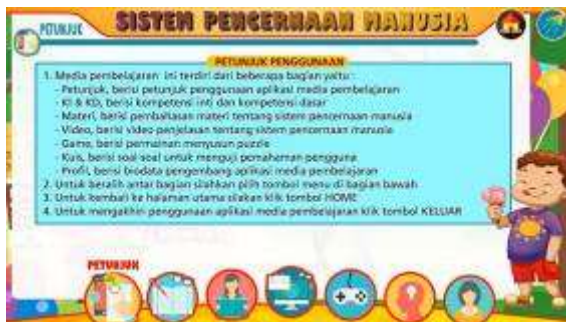 PETUNJUK
SISTEM PENCERNAAN MANUSIA
PETUNJUK PENGGUNAAN
1. Media pembelajaran ini terdiri dari beberapa bagian yaitu :
- Petunjuk, berisi petunjuk penggunaan aplikasi media pembelajaran
- KI & KD, berisi kompetensi inti dan kompetensi dasar
- Materi, berisi pembahasan materi tentang sistem pencernaan manusia
- Video, berisi video penjelasan tentang sistem pencernaan manusia
- Game, berisi permainan menyusun puzzle
- Kuis, berisi soal soal untuk menguji pemahaman pengguna
- Profil, berisi biodata pengembang aplikasi media pembelajaran
2. Untuk beralih antar bagian silahkan pilih tombol menu di bagian bawah
3. Untuk kembali ke halaman utama silakan klik tombol HOME
4. Untuk mengakhiri penggunaan aplikasi media pembelajaran klik tombol KELUAR
PETUNJUK